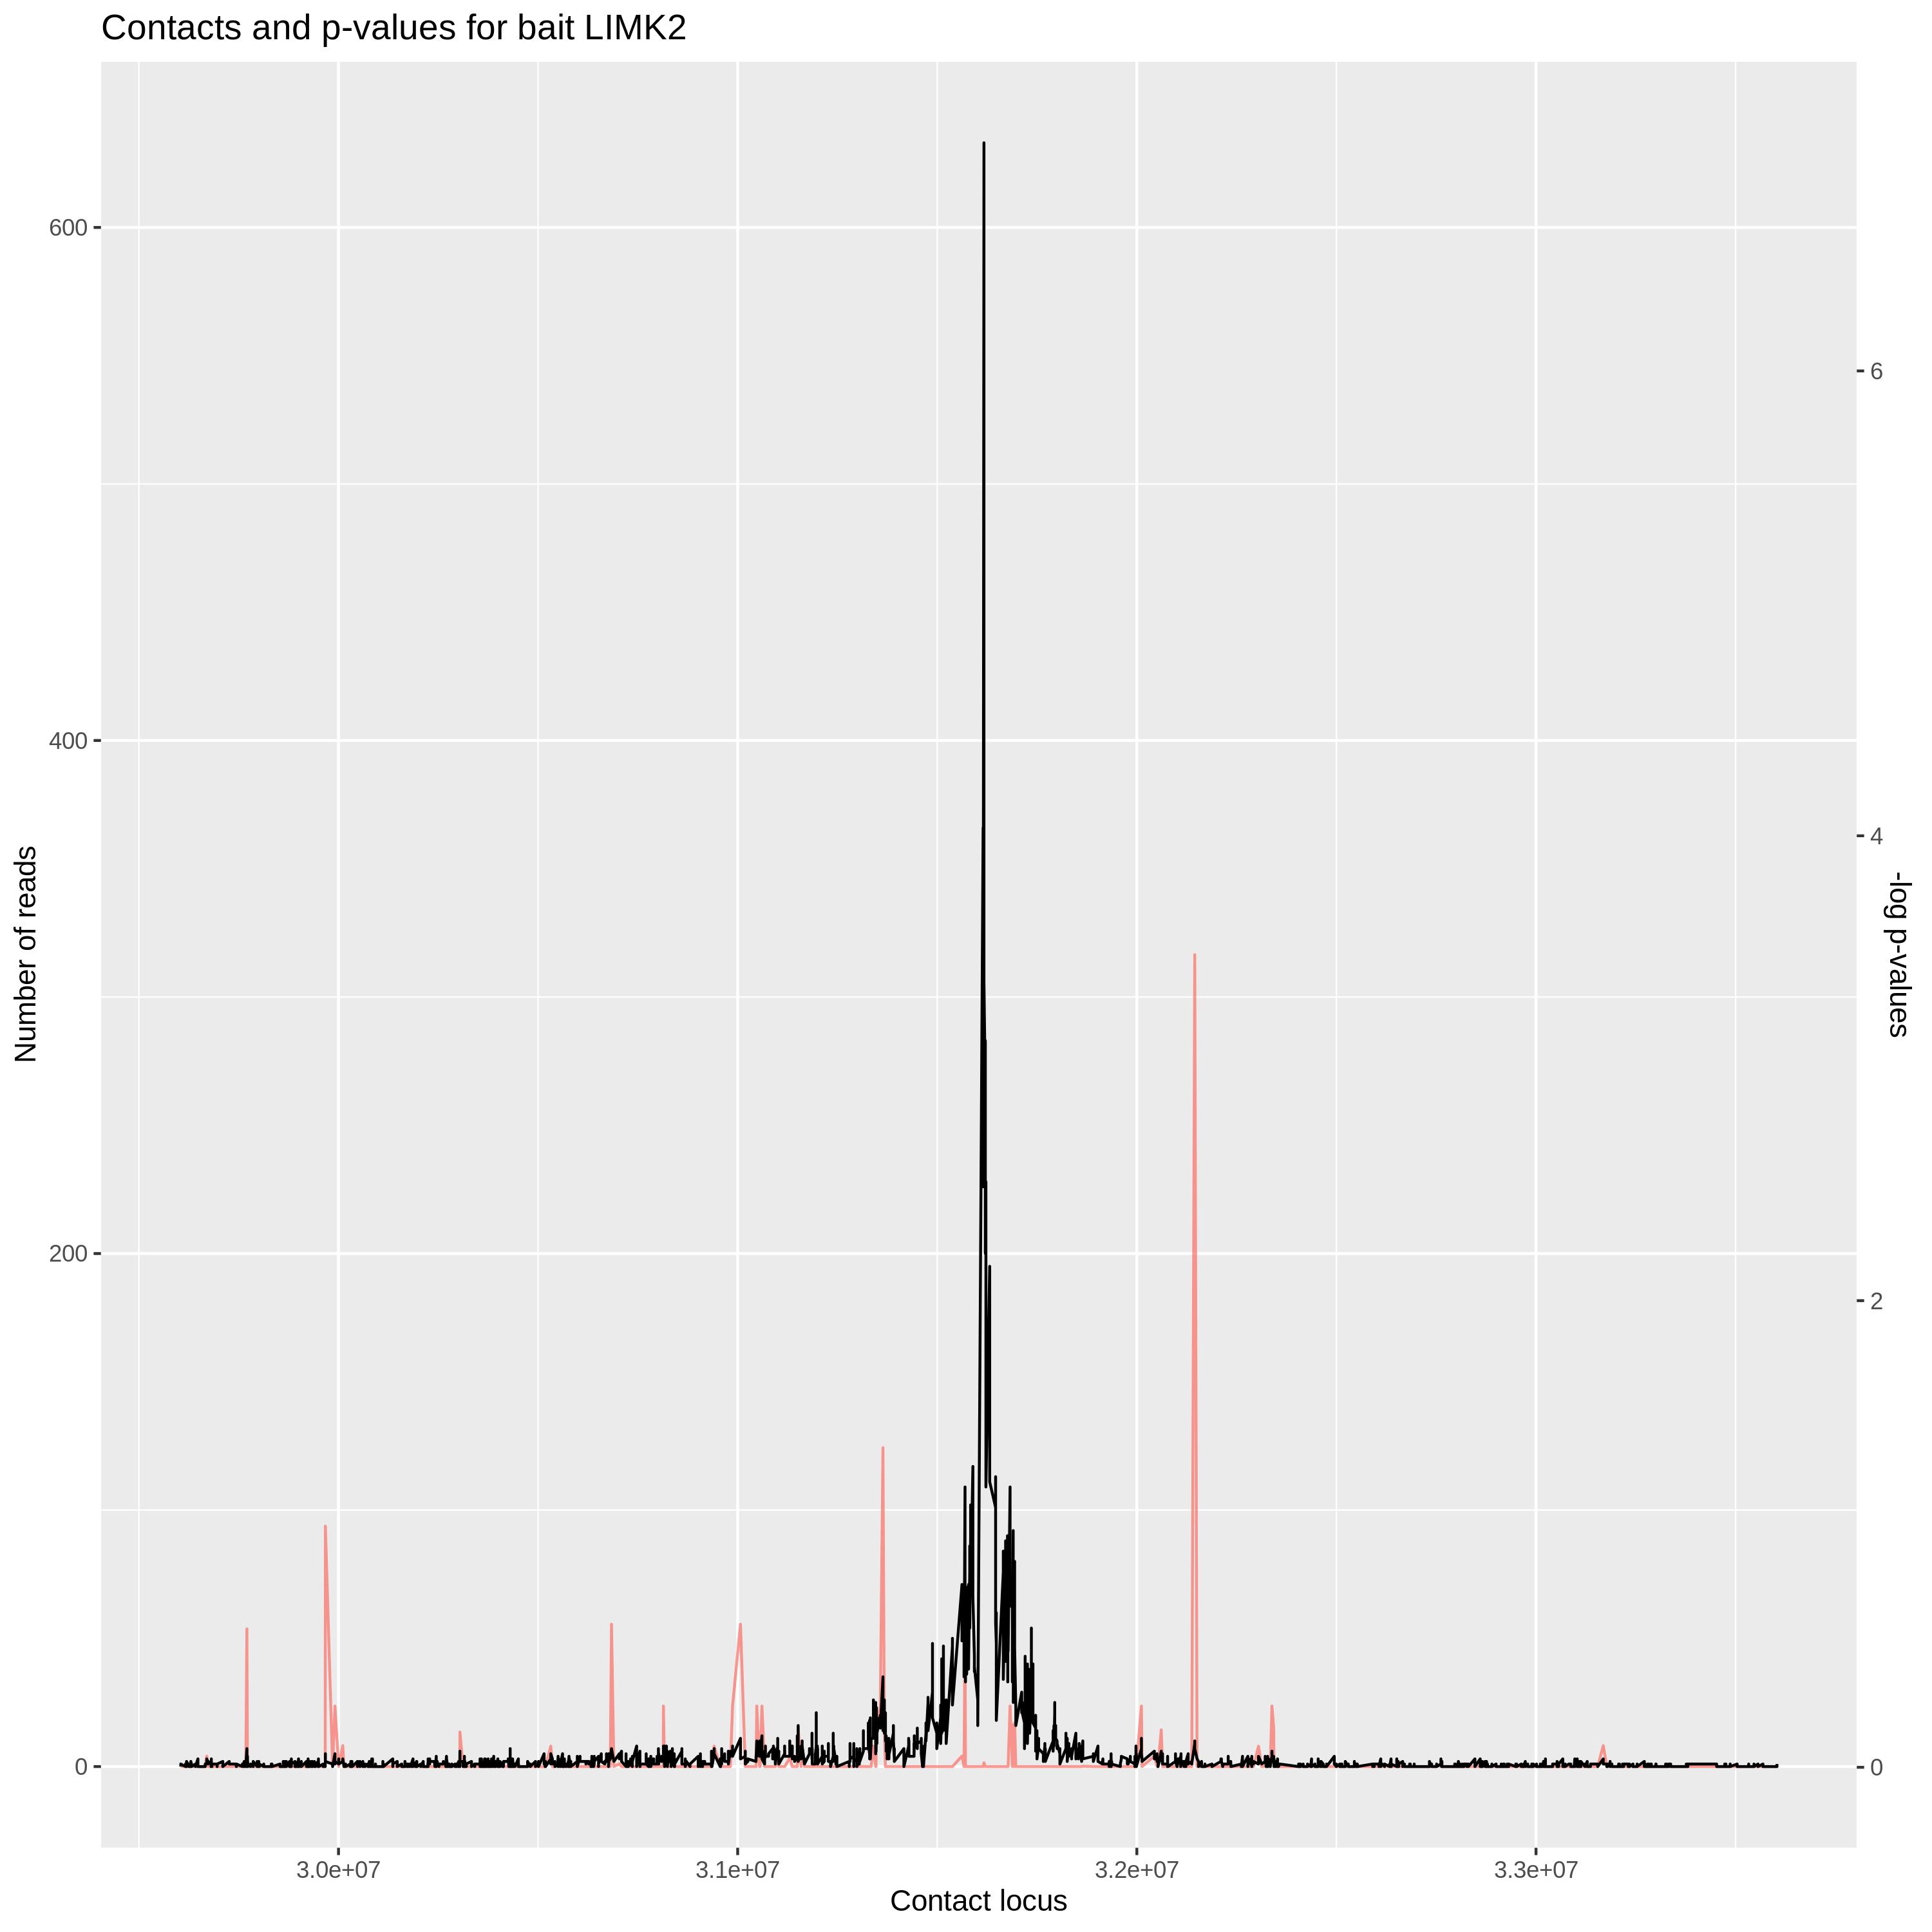 Contacts and p-values for bait LIMK2
600
400
200
0
6
4
2
0
Number of reads
-log p-values
3.0e+07
3.1e+07
3.2e+07
3.3e+07
Contact locus